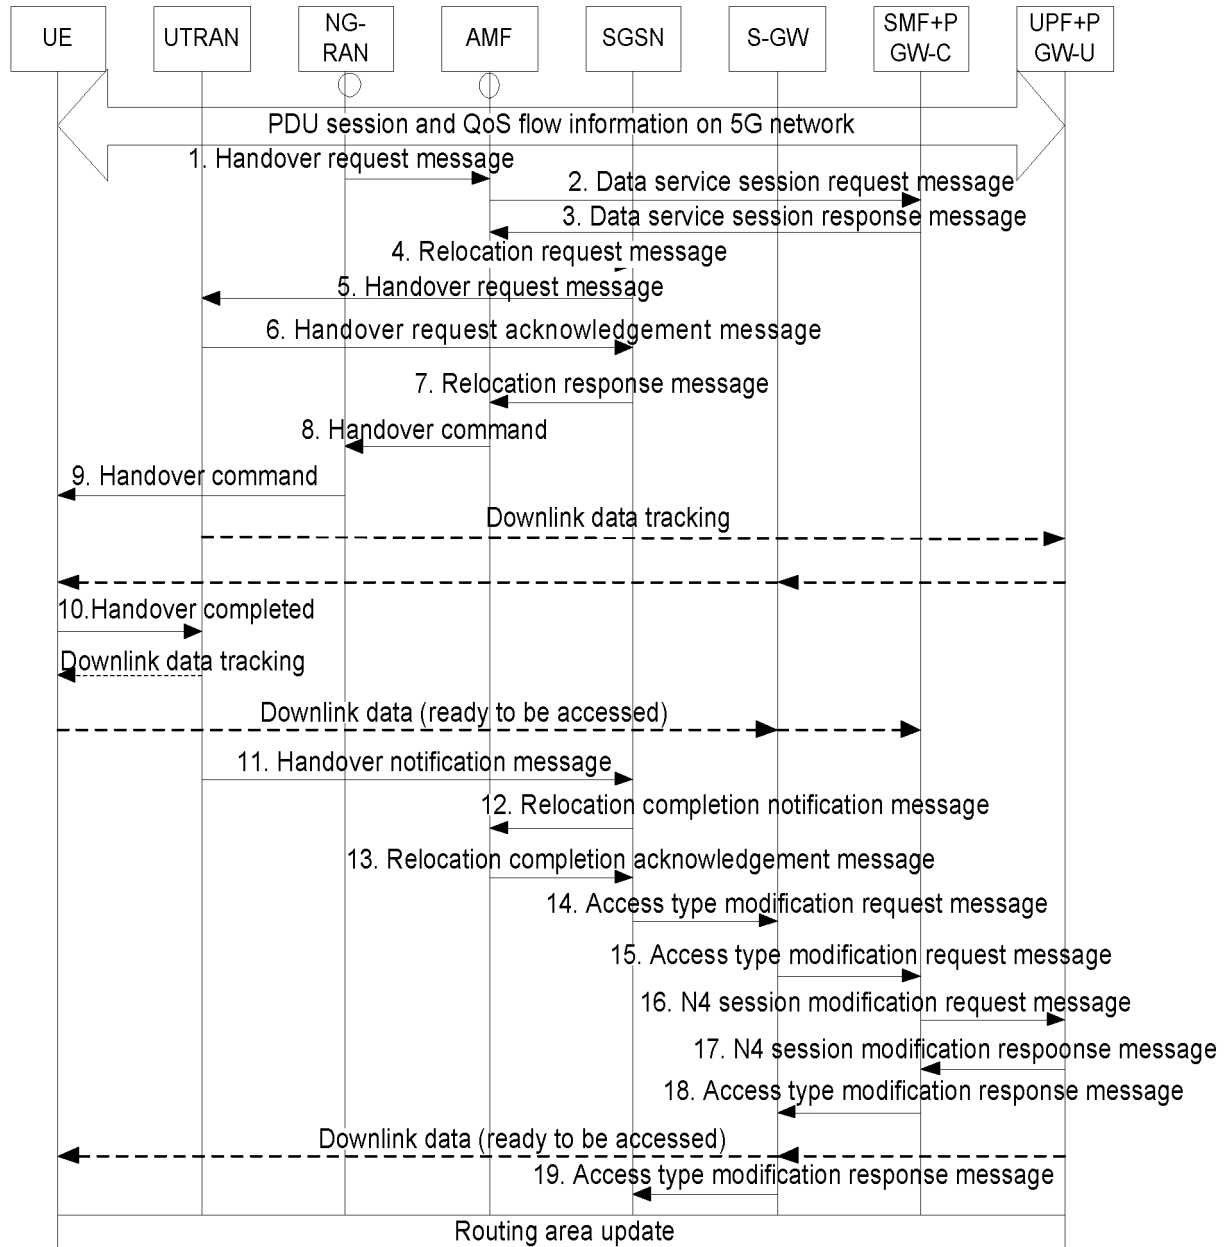 UE
UTRAN
NG-
RAN
AMF
SGSN
S-GW
SMF+P
GW-C
UPF+P
GW-U
PDU session and QoS flow information on 5G network
1. Handover request message
2. Data service session request message
3. Data service session response message
4. Relocation request message
5. Handover request message
6. Handover request acknowledgement message
7. Relocation response message
8. Handover command
9. Handover command
Downlink data tracking
10.Handover completed
Downlink data tracking
Downlink data (ready to be accessed)
11. Handover notification message
12. Relocation completion notification message
13. Relocation completion acknowledgement message
14. Access type modification request message
15. Access type modification request message
16. N4 session modification request message
17. N4 session modification respoonse message
18. Access type modification response message
Downlink data (ready to be accessed)
19. Access type modification response message
Routing area update